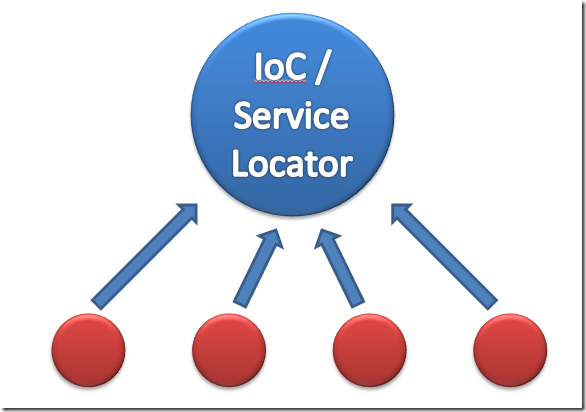 IoC /
Service
Locator